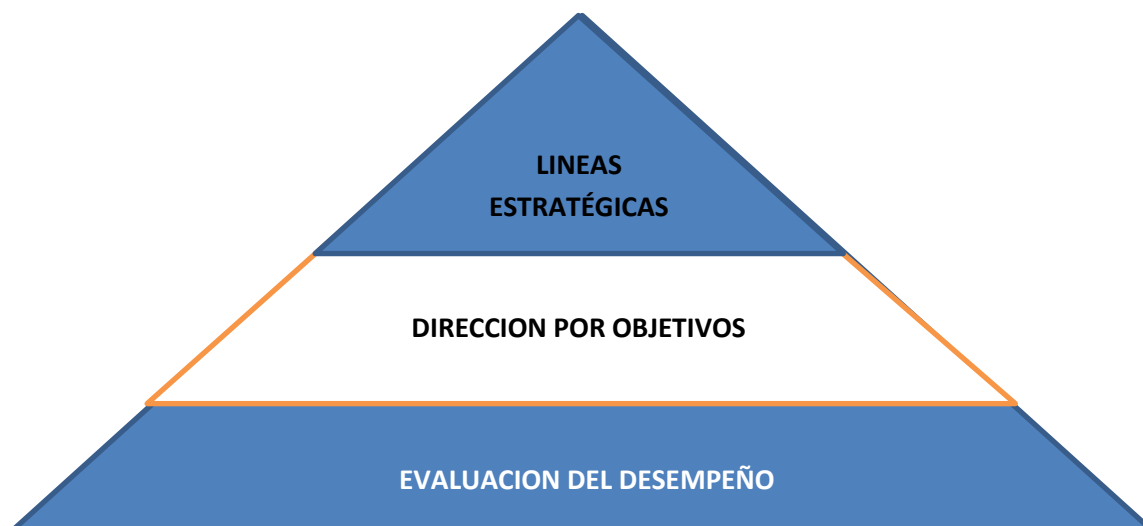 LINEAS
ESTRATÉGICAS
DIRECCION POR OBJETIVOS
EVALUACION DEL DESEMPEÑO